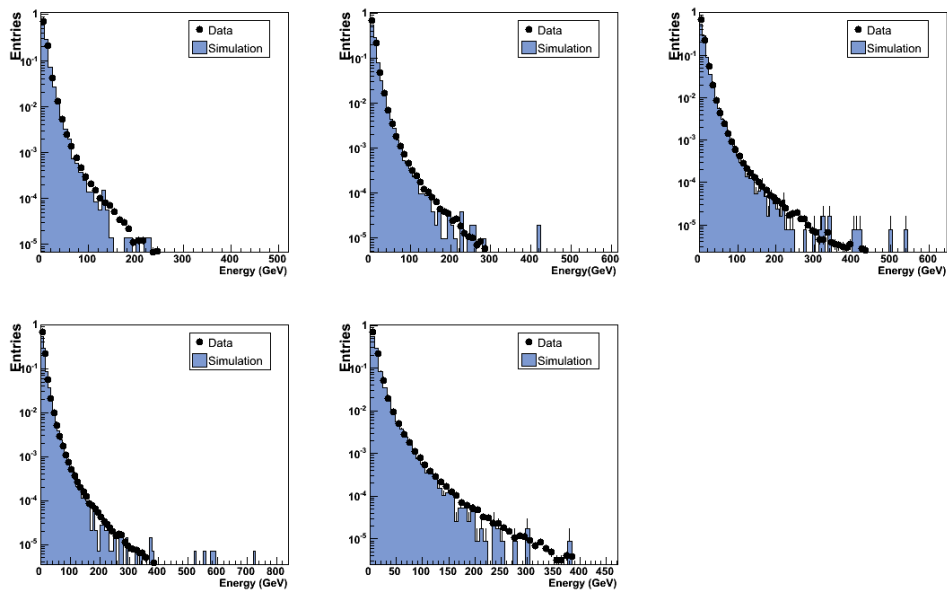 Entries
1
10-1
10-2
10-3
10-4
10-5
Data
Simulation
0 100 200 300 400 500
Energy (GeV)
Entries
1
10-1
10-2
10-3
10-4
10-5
Data
Simulation
0 100 200 300 400 500 600
Energy(GeV)
Entries
1
10-1
10-2
10-3
10-4
10-5
Data
Simulation
0 100 200 300 400 500 600
Energy (GeV)
Entries
1
10-1
10-2
10-3
10-4
10-5
Data
Simulation
0 100 200 300 400 500 600 700 800
Energy (GeV)
Entries
1
10-1
10-2
10-3
10-4
10-5
Data
Simulation
0 50 100 150 200 250 300 350 400 450
Energy (GeV)